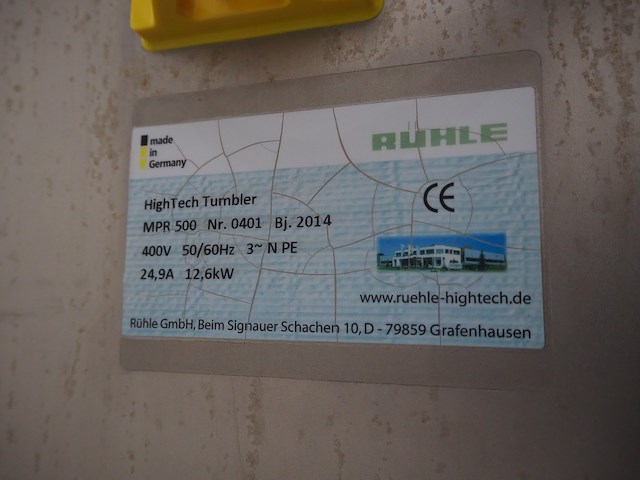 made
in
Germany
RÜHLE
HighTech Tumbler
CE
MPR 500 Nr. 0401 Bj. 2014
400V 50/60Hz 3~ N PE
24,9A 12,6kW
www.ruehle-hightech.de
Rühle GmbH, Beim Signauer Schachen 10, D - 79859 Grafenhausen